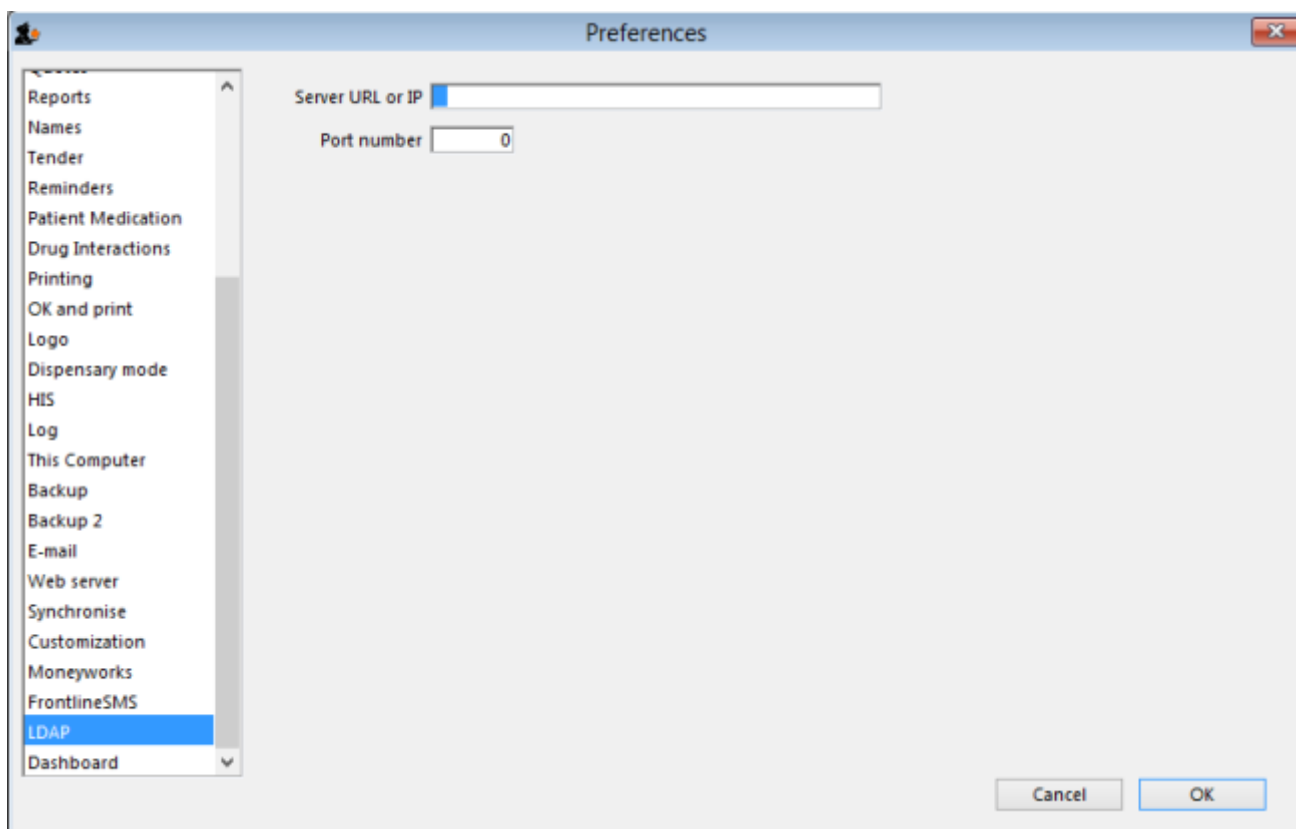 Preferences
Server URL or IP
Port number 0
Reports
Names
Tender
Reminders
Patient Medication
Drug Interactions
Printing
OK and print
Logo
Dispensary mode
HIS
Log
This Computer
Backup
Backup 2
E-mail
Web server
Synchronise
Customization
Moneyworks
FrontlineSMS
LDAP
Dashboard
Cancel OK